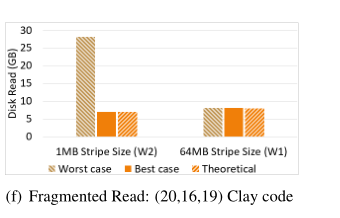 30
25
20
15
10
5
0
Disk Read (GB)
1MB Stripe Size (W2) 64MB Stripe Size (W1)
Worst case Best case Theoretical
(f) Fragmented Read: (20,16,19) Clay code